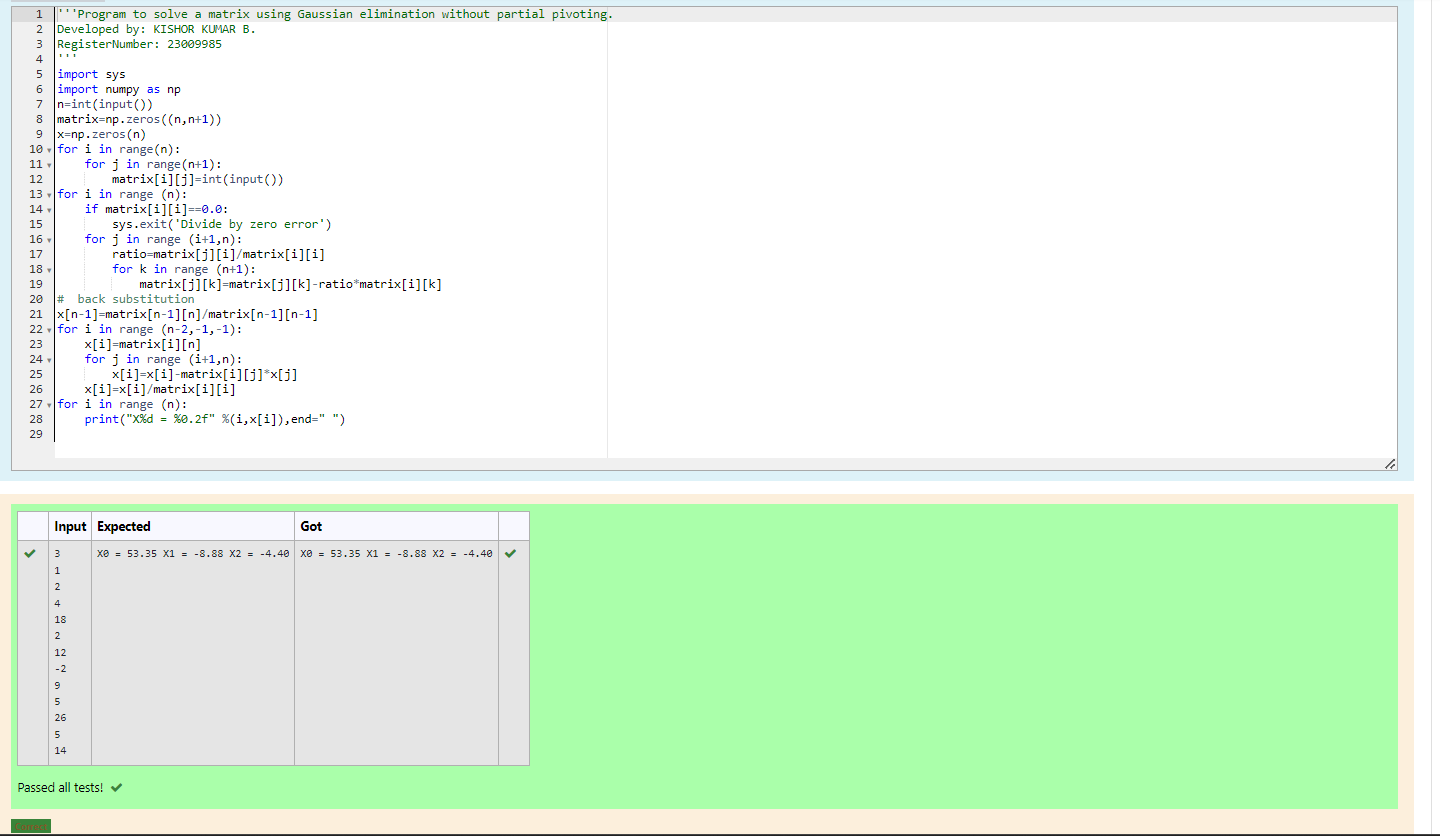 1 '''Program to solve a matrix using Gaussian elimination without partial pivoting.
2 Developed by: KISHOR KUMAR B.
3 RegisterNumber: 23009985
4 '''
5 import sys
6 import numpy as np
7 n=int(input())
8 matrix=np.zeros((n,n+1))
9 x=np.zeros(n)
10 for i in range(n):
11     for j in range(n+1):
12         matrix[i][j]=int(input())
13 for i in range (n):
14     if matrix[i][i]==0.0:
15         sys.exit('Divide by zero error')
16     for j in range (i+1,n):
17         ratio=matrix[j][i]/matrix[i][i]
18         for k in range (n+1):
19             matrix[j][k]=matrix[j][k]-ratio*matrix[i][k]
20 #  back substitution
21 x[n-1]=matrix[n-1][n]/matrix[n-1][n-1]
22 for i in range (n-2,-1,-1):
23     x[i]=matrix[i][n]
24     for j in range (i+1,n):
25         x[i]=x[i]-matrix[i][j]*x[j]
26     x[i]=x[i]/matrix[i][i]
27 for i in range (n):
28     print("X%d = %0.2f" %(i,x[i]),end=" ")
29
Input Expected Got
3 X0 = 53.35 X1 = -8.88 X2 = -4.40 X0 = 53.35 X1 = -8.88 X2 = -4.40
1
2
4
18
2
12
-2
9
5
26
5
14
Passed all tests!